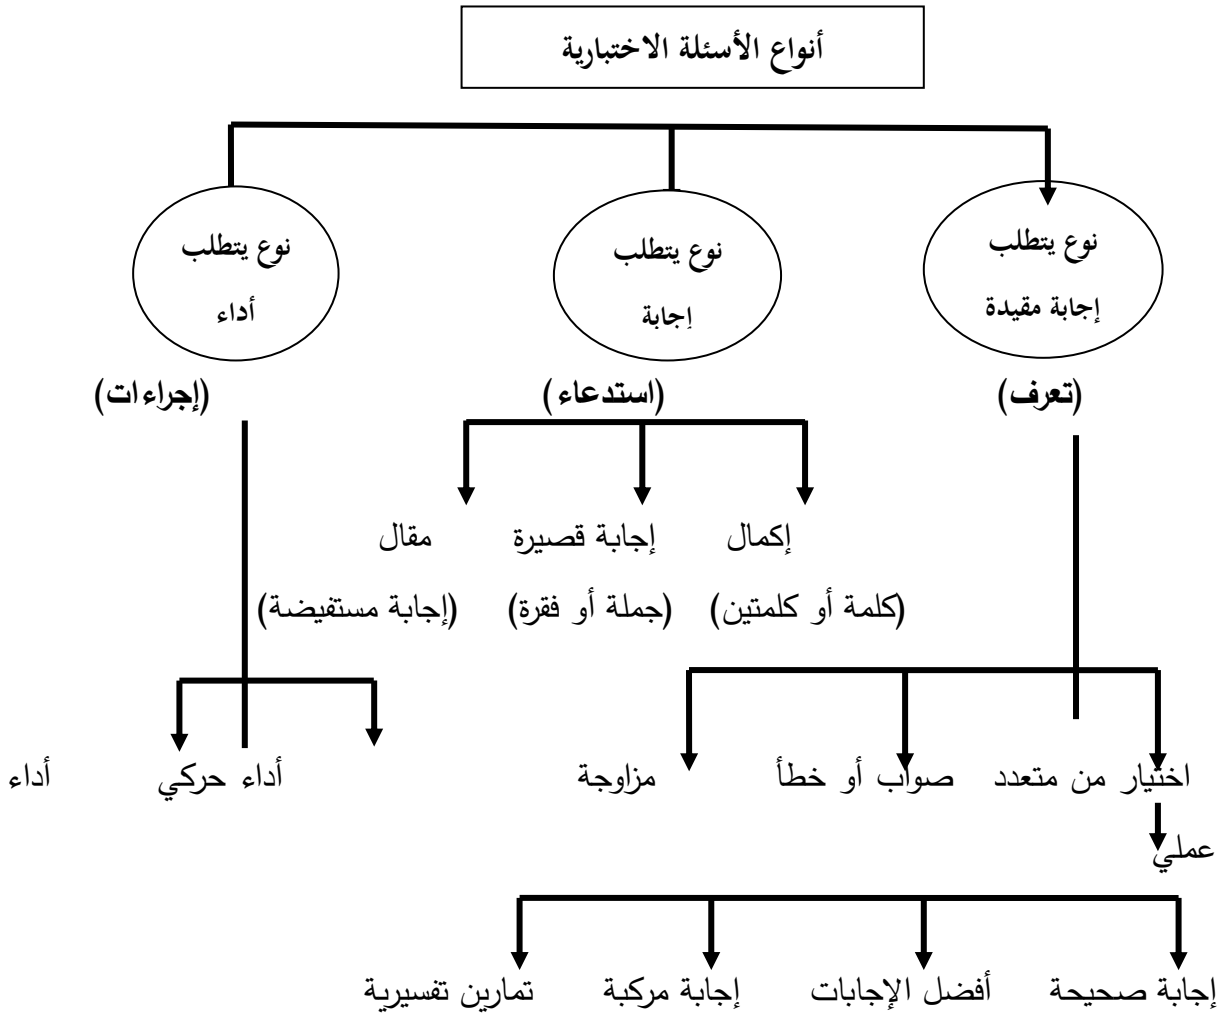 أنواع الأسئلة الاختبارية
نوع يتطلب
إجابة مقيدة
نوع يتطلب
إجابة
نوع يتطلب
أداء
(تعرف)
(استدعاء)
(إجراءات)
إكمال
إجابة قصيرة
مقال
(كلمة أو كلمتين)
(جملة أو فقرة)
(إجابة مستفيضة)
اختيار من متعدد
صواب أو خطأ
مزاوجة
أداء حركي
أداء
عملي
إجابة صحيحة
أفضل الإجابات
إجابة مركبة
تمارين تفسيرية